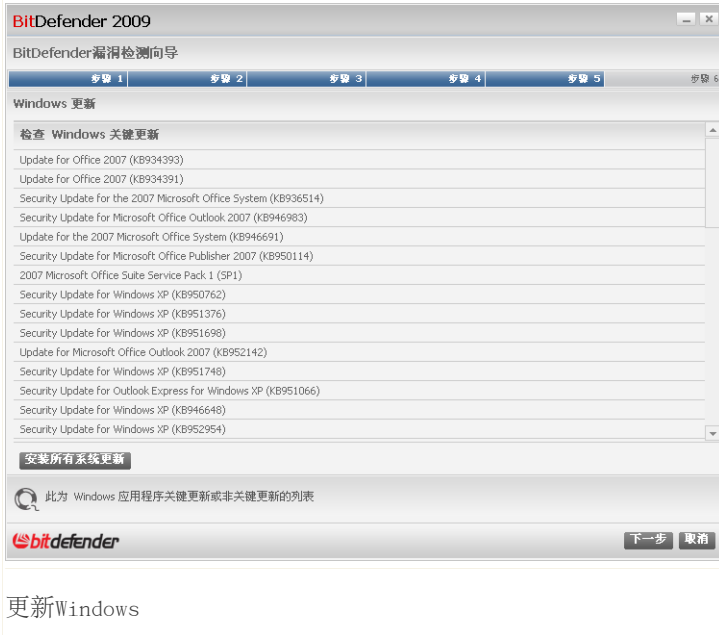 BitDefender 2009
BitDefender漏洞检测向导
步骤 1 步骤 2 步骤 3 步骤 4 步骤 5 步骤 6
Windows 更新
检查 Windows 关键更新
Update for Office 2007 (KB934393)
Update for Office 2007 (KB934391)
Security Update for the 2007 Microsoft Office System (KB936514)
Security Update for Microsoft Office Outlook 2007 (KB946983)
Update for the 2007 Microsoft Office System (KB946691)
Security Update for Microsoft Office Publisher 2007 (KB950114)
2007 Microsoft Office Suite Service Pack 1 (SP1)
Security Update for Windows XP (KB950762)
Security Update for Windows XP (KB951376)
Security Update for Windows XP (KB951698)
Update for Microsoft Office Outlook 2007 (KB952142)
Security Update for Windows XP (KB951748)
Security Update for Outlook Express for Windows XP (KB951066)
Security Update for Windows XP (KB946648)
Security Update for Windows XP (KB952954)
安装所有系统更新
此为 Windows 应用程序关键更新或非关键更新的列表
bitdefender
下一步 取消
更新Windows